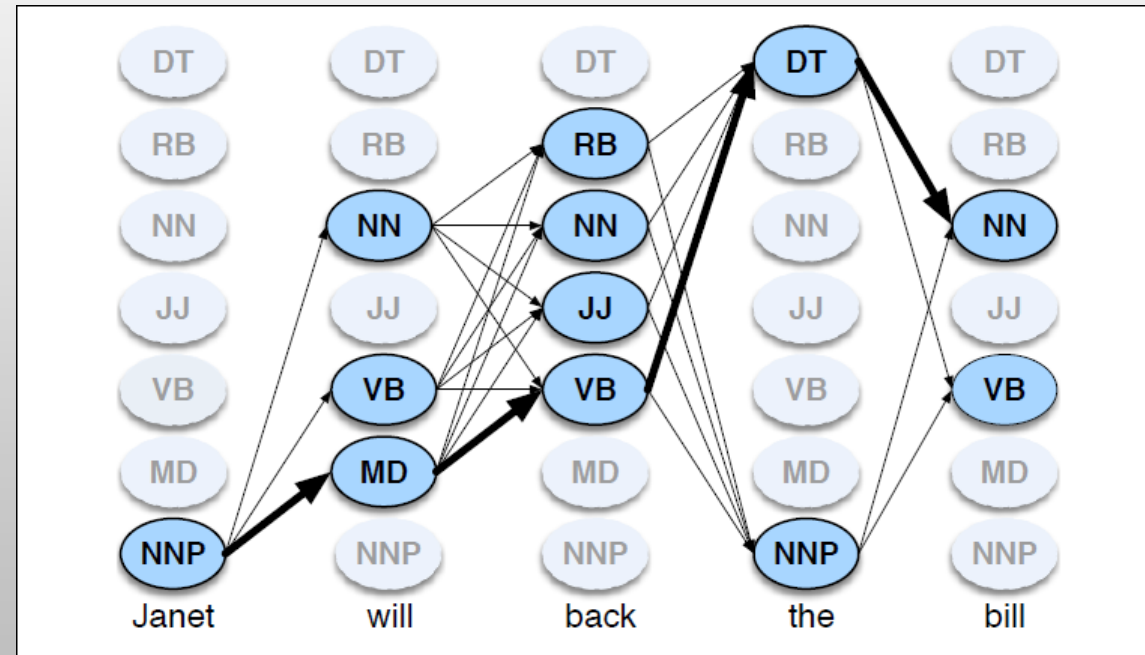 DT DT DT DT DT
RB RB RB RB RB
NN NN NN NN NN
JJ JJ JJ JJ JJ
VB VB VB VB VB
MD MD MD MD MD
NNP NNP NNP NNP NNP
Janet will back the bill